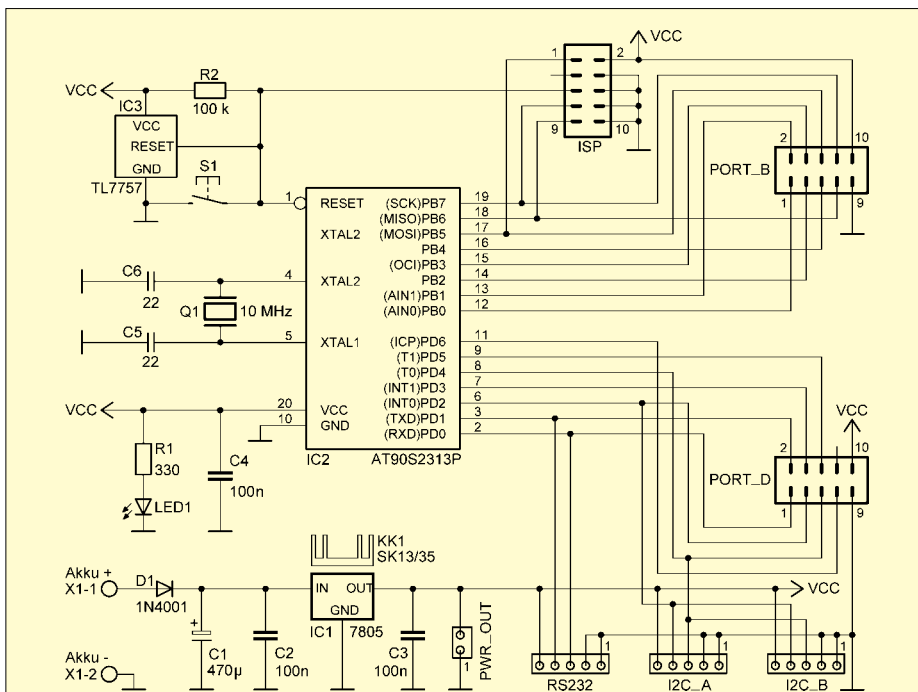 VCC
1
2
VCC
R2
100 k
IC3
VCC
RESET
GND
TL7757
S1
9
10
ISP
2
10
PORT_B
1
9
1
RESET
XTAL2
4
XTAL2
5
XTAL1
20
VCC
10
GND
(SCK)PB7
19
(MISO)PB6
18
(MOSI)PB5
17
PB4
16
(OCI)PB3
15
PB2
14
(AIN1)PB1
13
(AIN0)PB0
12
(ICP)PD6
11
(T1)PD5
9
(T0)PD4
8
(INT1)PD3
7
(INT0)PD2
6
(TXD)PD1
3
(RXD)PD0
2
IC2
AT90S2313P
C6
22
Q1
10 MHz
C5
22
VCC
R1
330
LED1
C4
100n
VCC
2
10
PORT_D
1
9
KK1
SK13/35
Akku +
X1-1
D1
1N4001
IN
OUT
GND
IC1
7805
VCC
Akku -
X1-2
+
C1
470µ
C2
100n
C3
100n
1
PWR_OUT
1
RS232
1
I2C_A
1
I2C_B